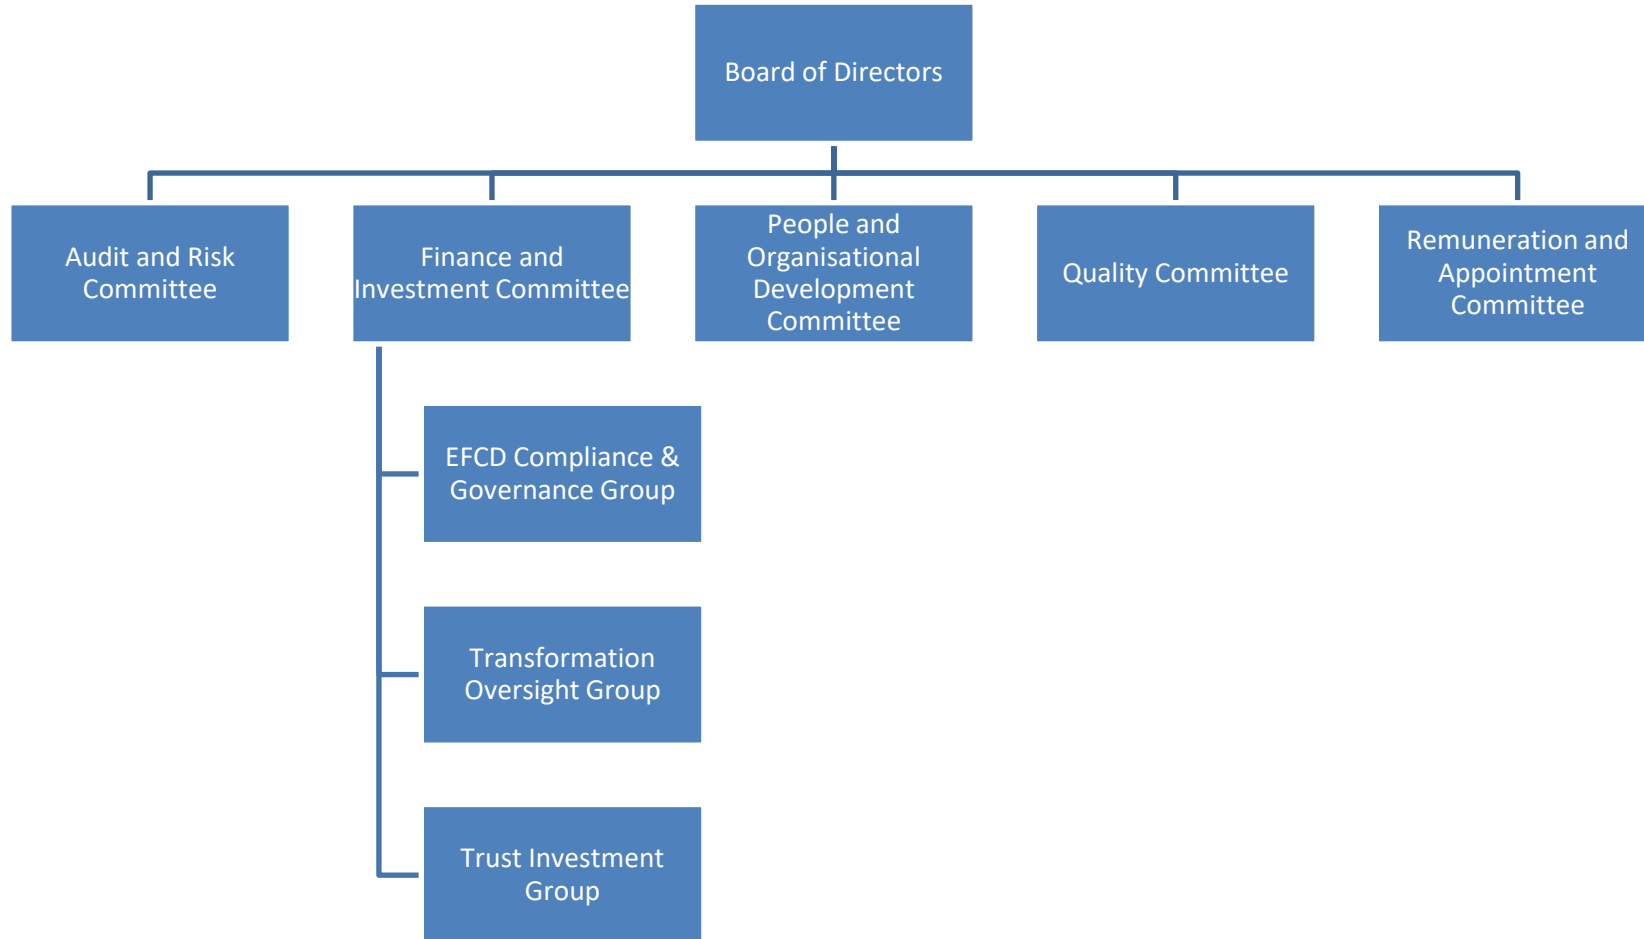 Board of Directors
Audit and Risk
Committee
Finance and
Investment Committee
People and
Organisational
Development
Committee
Quality Committee
Remuneration and
Appointment
Committee
EFCD Compliance &
Governance Group
Transformation
Oversight Group
Trust Investment
Group